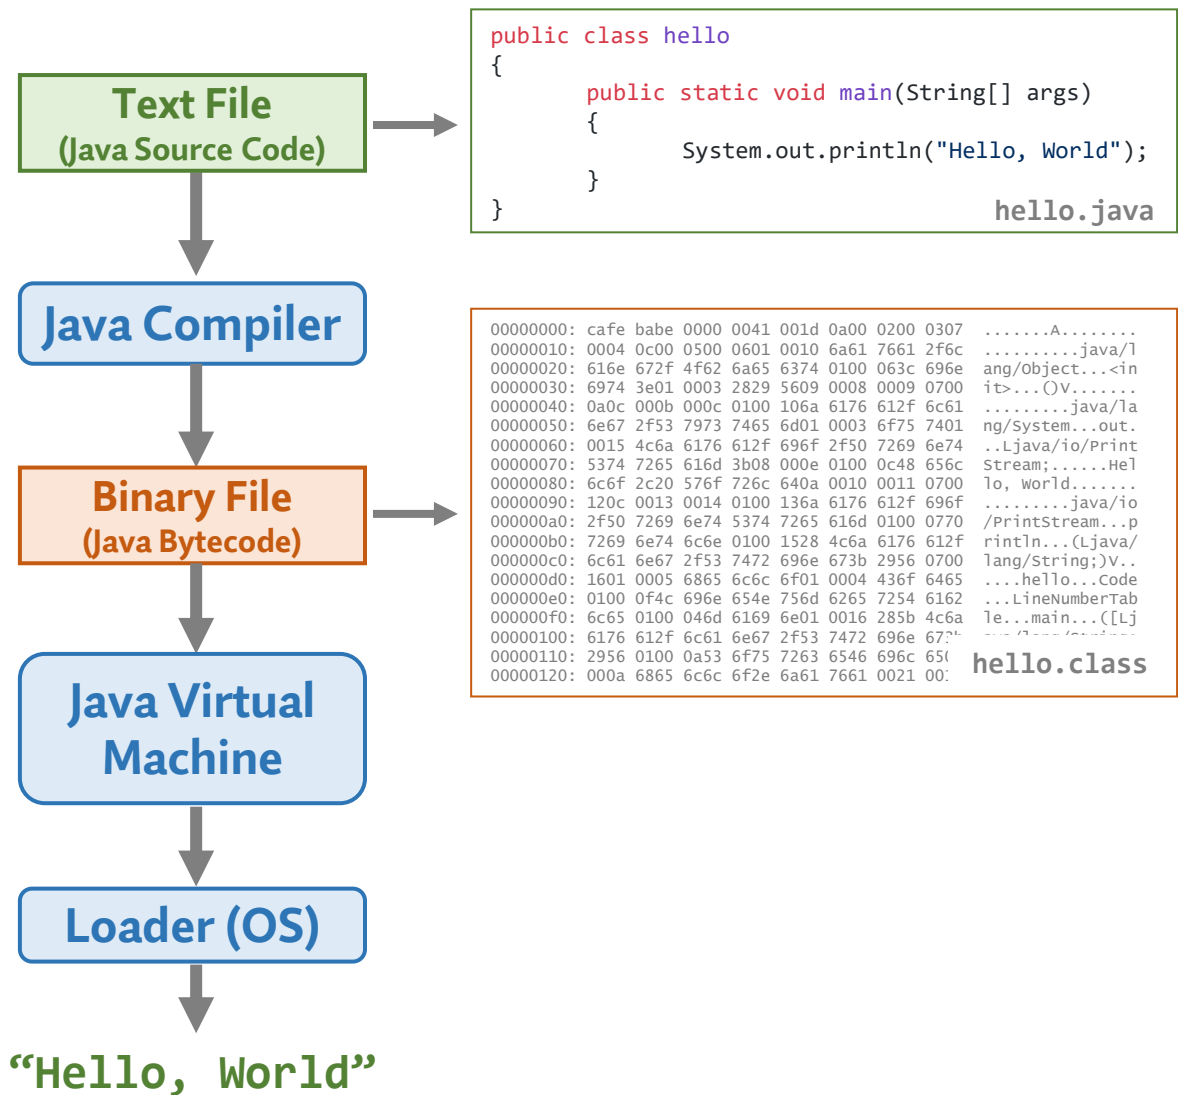 Text File
(Java Source Code)
public class hello
{
public static void main(String[] args)
{
System.out.println("Hello, World");
}
}
hello.java
Java Compiler
00000000: cafe babe 0000 0041 001d 0a00 0200 0307 .......A........
00000010: 0004 0c00 0500 0601 0010 6a61 7661 2f6c ..........java/l
00000020: 616e 672f 4f62 6a65 6374 0100 063c 696e ang/Object...<in
00000030: 6974 3e01 0003 2829 5609 0008 0009 0700 it>...()V.......
00000040: 0a0c 000b 000c 0100 106a 6176 612f 6c61 .........java/la
00000050: 6e67 2f53 7973 7465 6d01 0003 6f75 7401 ng/System...out.
00000060: 0015 4c6a 6176 612f 696f 2f50 7269 6e74 ..Ljava/io/Print
00000070: 5374 7265 616d 3b08 000e 0100 0c48 656c Stream;......Hel
00000080: 6c6f 2c20 576f 726c 640a 0010 0011 0700 lo, World.......
00000090: 120c 0013 0014 0100 136a 6176 612f 696f .........java/io
000000a0: 2f50 7269 6e74 5374 7265 616d 0100 0770 /PrintStream...p
000000b0: 7269 6e74 6c6e 0100 1528 4c6a 6176 612f rintln...(Ljava/
000000c0: 6c61 6e67 2f53 7472 696e 673b 2956 0700 lang/String;)V..
000000d0: 1601 0005 6865 6c6c 6f01 0004 436f 6465 ....hello...Code
000000e0: 0100 0f4c 696e 654e 756d 6265 7254 6162 ...LineNumberTab
000000f0: 6c65 0100 046d 6169 6e01 0016 285b 4c6a le...main...([Lj
00000100: 6176 612f 6c61 6e67 2f53 7472 696e
00000110: 2956 0100 0a53 6f75 7263 6546 696c
00000120: 000a 6865 6c6c 6f2e 6a61 7661 0021
hello.class
Binary File
(Java Bytecode)
Java Virtual
Machine
Loader (OS)
“Hello, World”